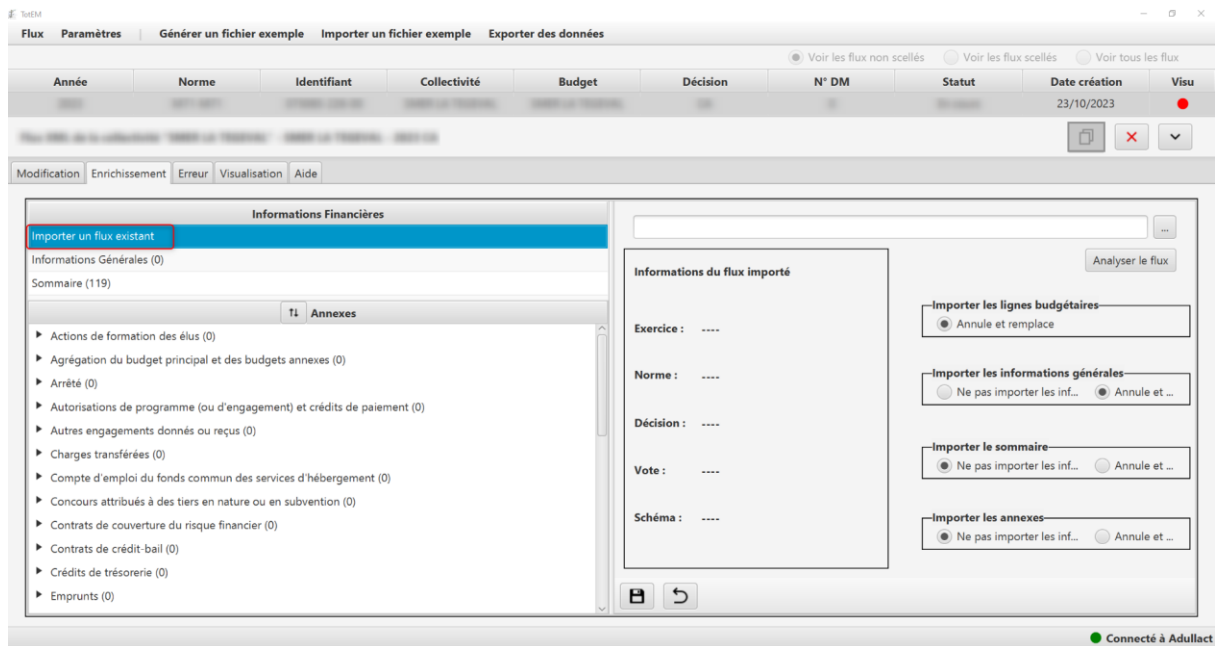 TotEM
Flux Paramètres Générer un fichier exemple Importer un fichier exemple Exporter des données
Voir les flux non scellés Voir les flux scellés Voir tous les flux
Année Norme Identifiant Collectivité Budget Décision N° DM Statut Date création Visu
23/10/2023
Modification Enrichissement Erreur Visualisation Aide
Informations Financières
Importer un flux existant
...
Informations Générales (0)
Analyser le flux
Sommaire (119)
Annexes
Actions de formation des élus (0)
Agrégation du budget principal et des budgets annexes (0)
Arrêté (0)
Autorisations de programme (ou d'engagement) et crédits de paiement (0)
Autres engagements donnés ou reçus (0)
Charges transférées (0)
Compte d'emploi du fonds commun des services d'hébergement (0)
Concours attribués à des tiers en nature ou en subvention (0)
Contrats de couverture du risque financier (0)
Contrats de crédit-bail (0)
Crédits de trésorerie (0)
Emprunts (0)
Informations du flux importé
Exercice : ----
Norme : ----
Décision : ----
Vote : ----
Schéma : ----
Importer les lignes budgétaires
Annule et remplace
Importer les informations générales
Ne pas importer les inf... Annule et ...
Importer le sommaire
Ne pas importer les inf... Annule et ...
Importer les annexes
Ne pas importer les inf... Annule et ...
Connecté à Adullact